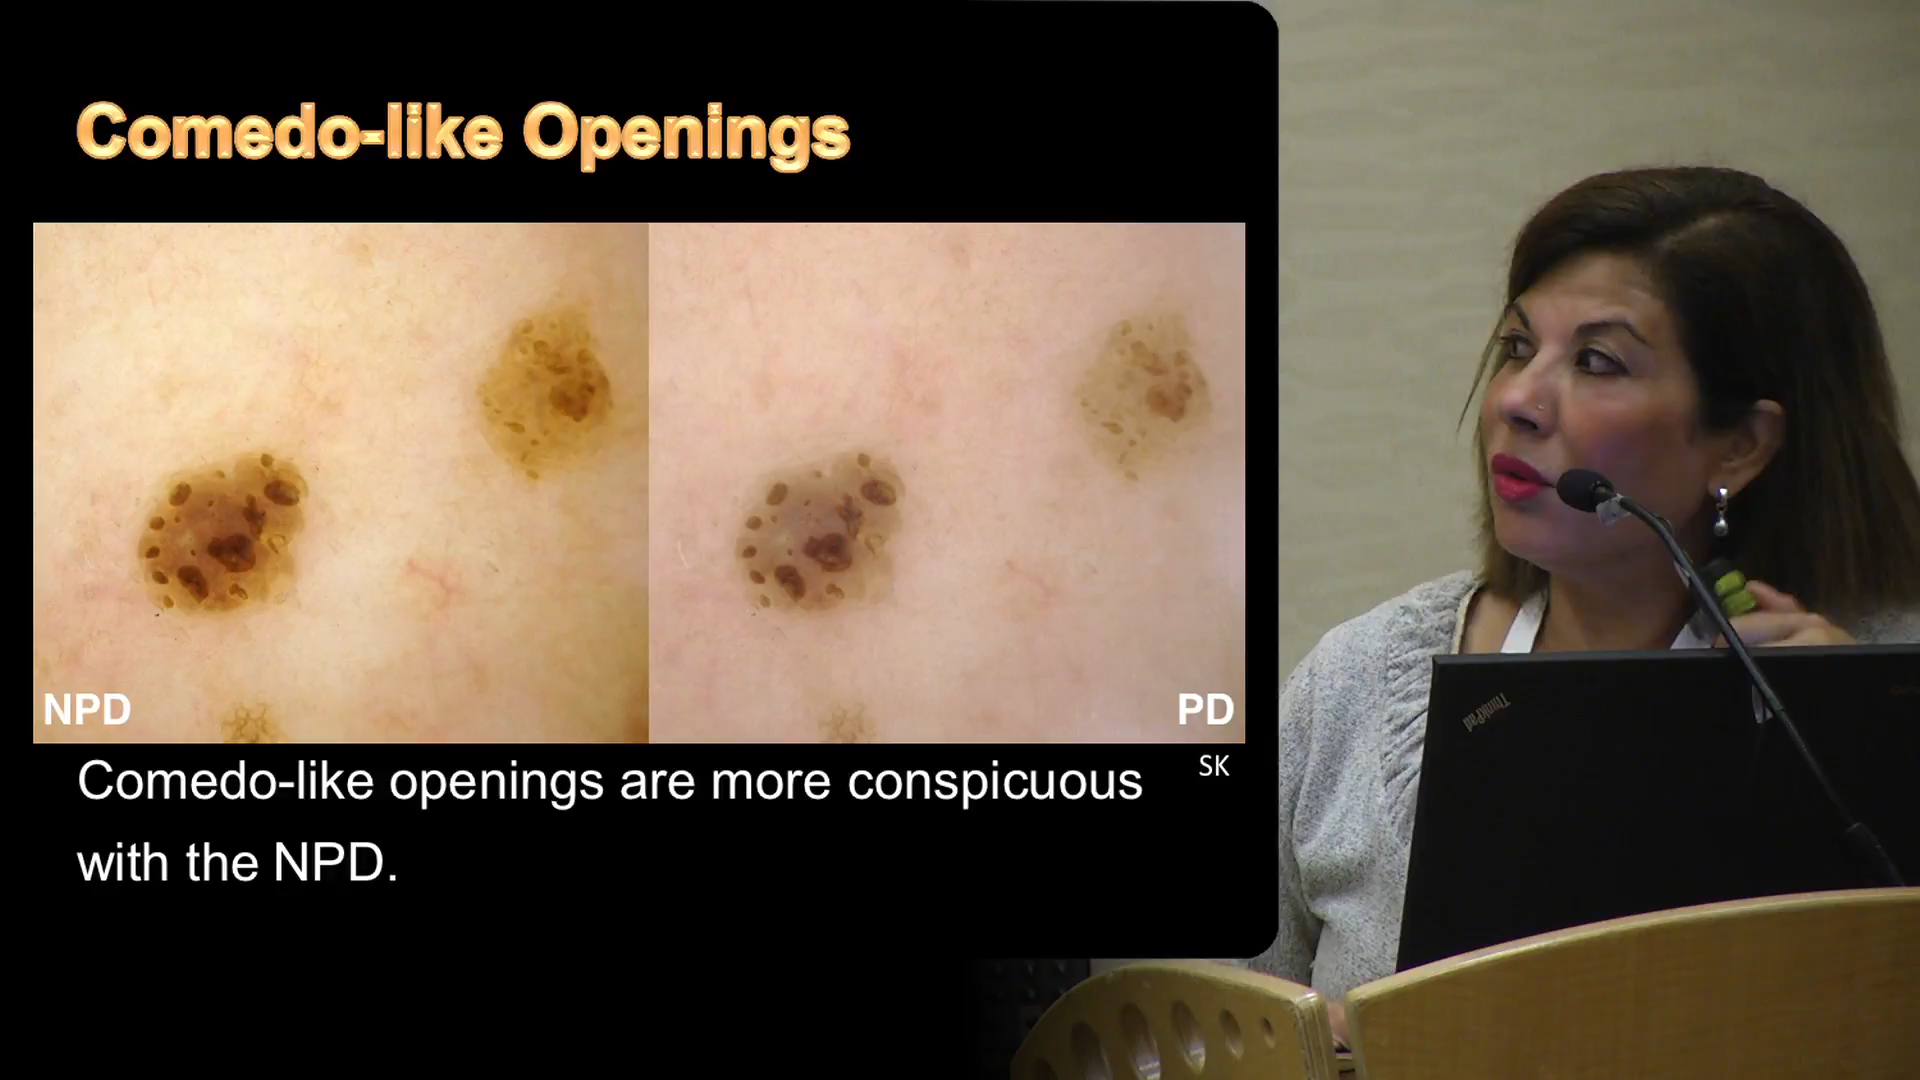 Comedo-like Openings
NPD
PD
SK
Comedo-like openings are more conspicuous
with the NPD.
ThinkPad